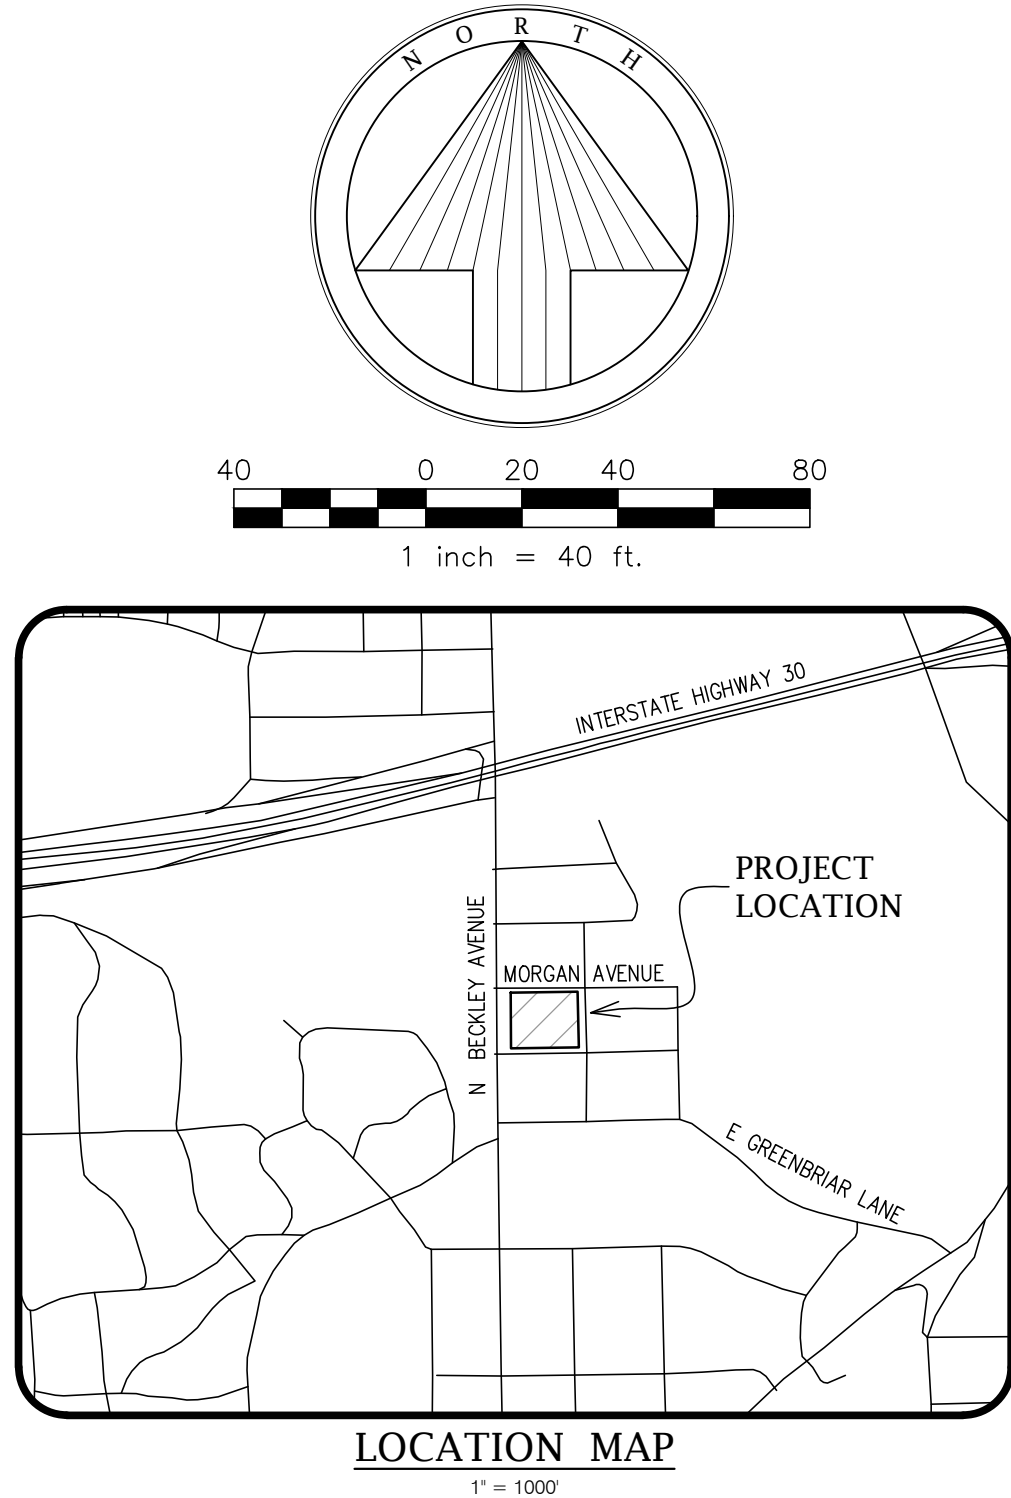 NORTH
40 0 20 40 80
1 inch = 40 ft.
INTERSTATE HIGHWAY 30
PROJECT
LOCATION
N BECKLEY AVENUE
MORGAN AVENUE
E GREENBRIAR LANE
LOCATION MAP
1" = 1000'